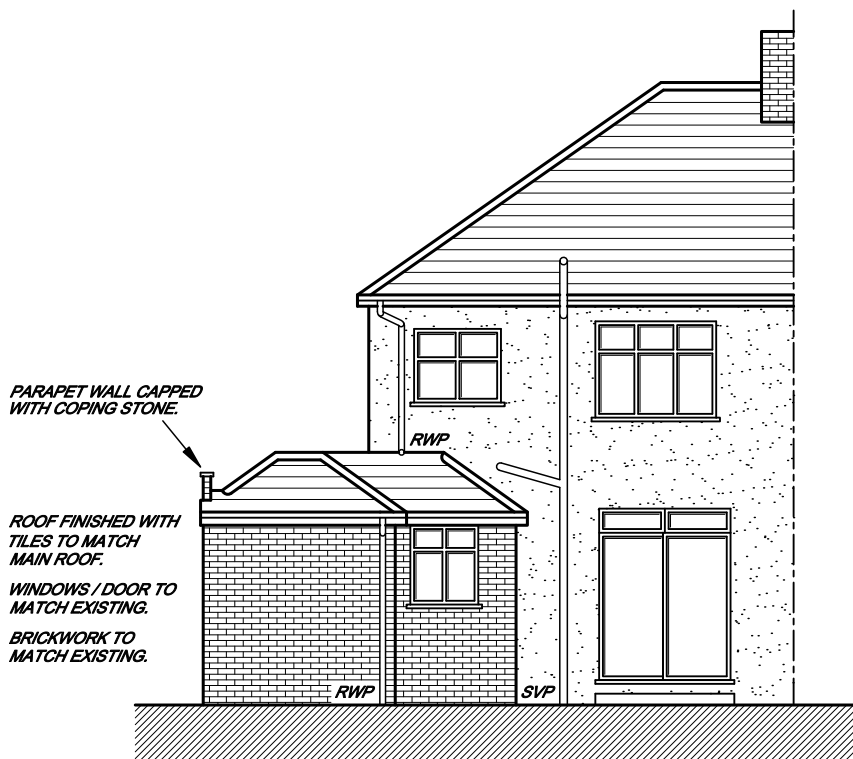 PARAPET WALL CAPPED
WITH COPING STONE.
RWP
ROOF FINISHED WITH
TILES TO MATCH
MAIN ROOF.
WINDOWS / DOOR TO
MATCH EXISTING.
BRICKWORK TO
MATCH EXISTING.
RWP
SVP